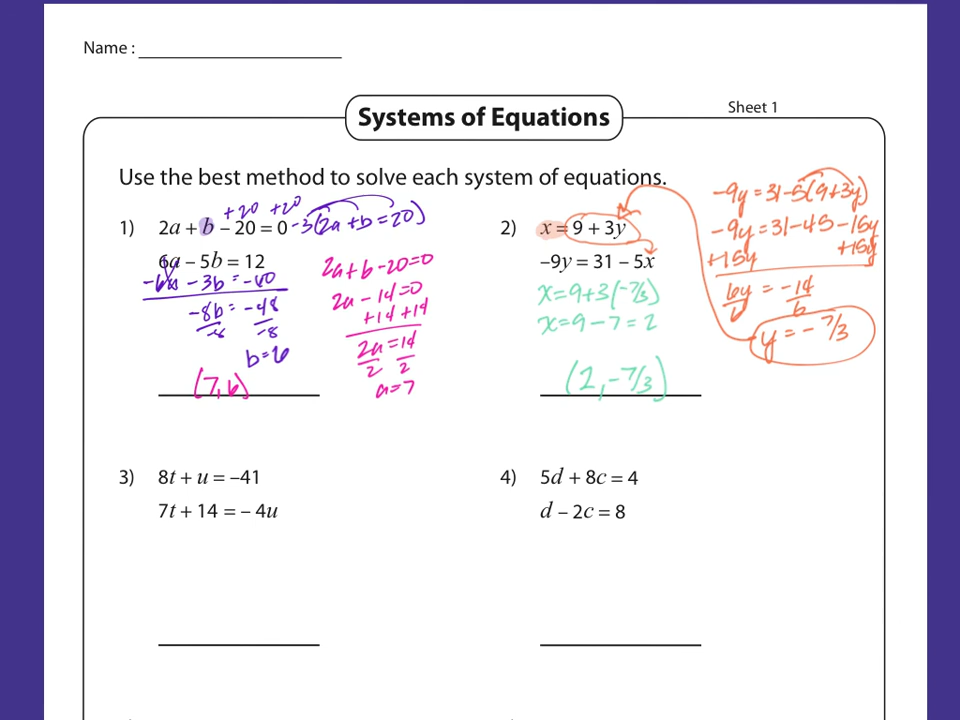 Name :
Sheet 1
Systems of Equations
Use the best method to solve each system of equations.
1) 2a + b – 20 = 0
+20 +20
-3(2a + b = 20)
6a – 5b = 12
-6a - 3b = -60
-8b = -48
-8 -8
b = 6
2a + b - 20 = 0
2a - 14 = 0
+14 +14
2a = 14
2 2
a = 7
(7, 6)
2) x = 9 + 3y
–9y = 31 – 5x
x = 9 + 3(-7/3)
x = 9 - 7 = 2
(2, -7/3)
-9y = 31 - 5(9 + 3y)
-9y = 31 - 45 - 15y
+15y +15y
6y = -14
6 6
y = - 7/3
3) 8t + u = –41
7t + 14 = – 4u
4) 5d + 8c = 4
d – 2c = 8